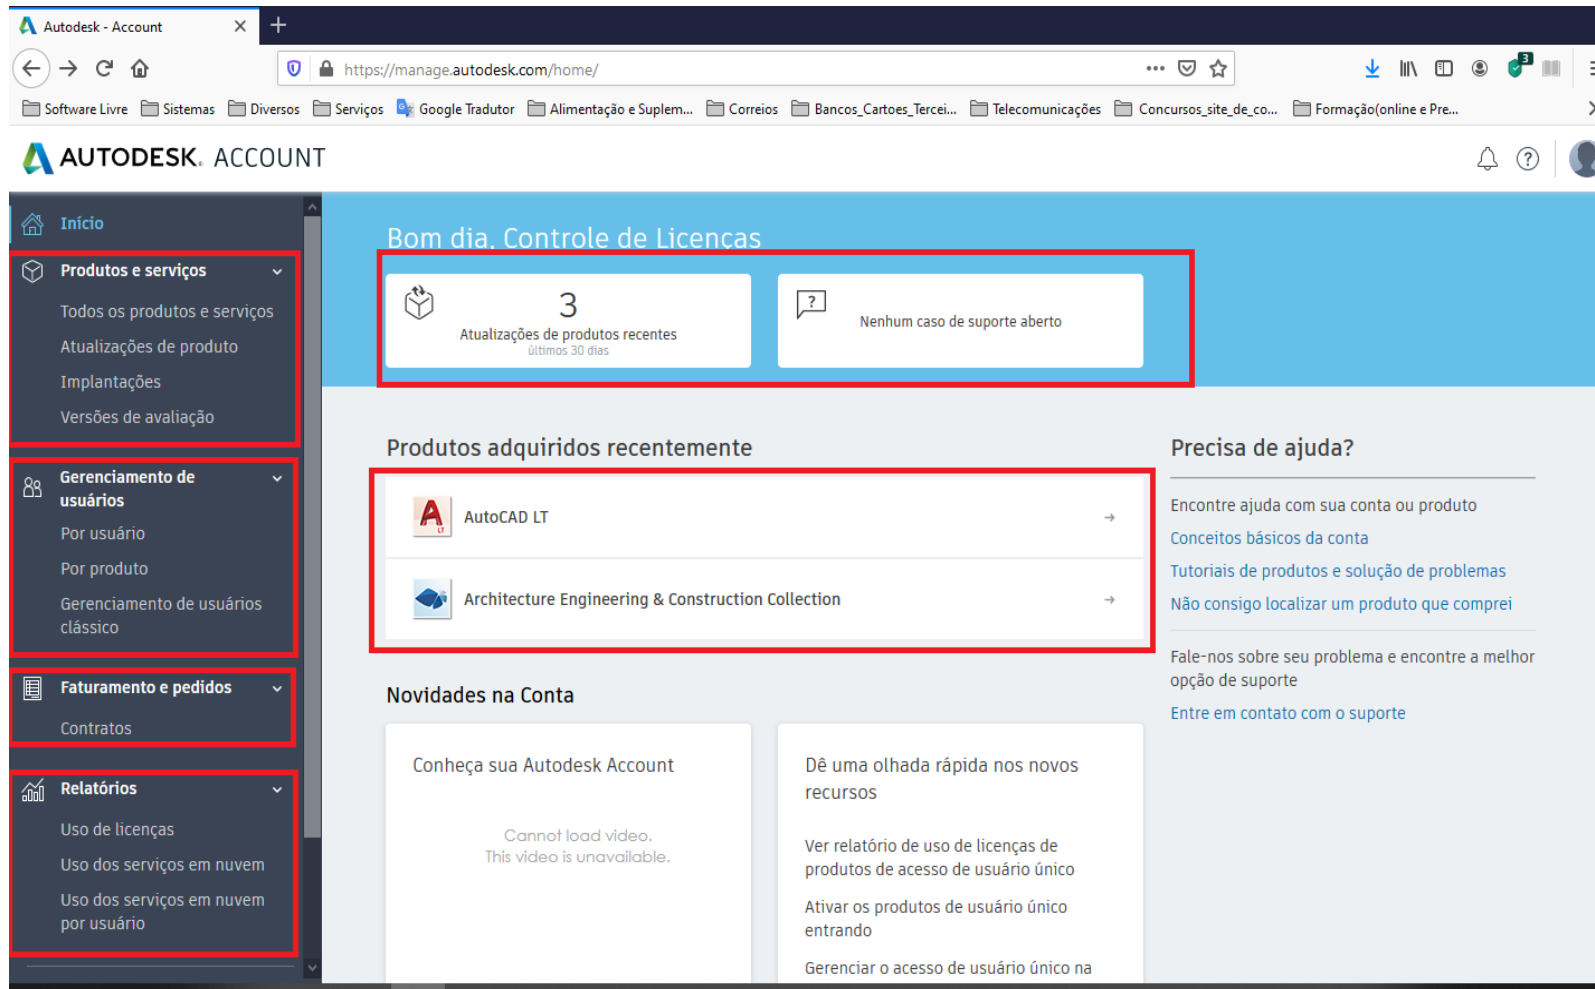 Autodesk - Account
https://manage.autodesk.com/home/
3
Software Livre Sistemas Diversos Serviços Google Tradutor Alimentação e Suplem... Correios Bancos_Cartoes_Tercei... Telecomunicações Concursos_site_de_co... Formação(online e Pre...
AUTODESK. ACCOUNT
Início
Produtos e serviços
Todos os produtos e serviços
Atualizações de produto
Implantações
Versões de avaliação
Gerenciamento de
usuários
Por usuário
Por produto
Gerenciamento de usuários
clássico
Faturamento e pedidos
Contratos
Relatórios
Uso de licenças
Uso dos serviços em nuvem
Uso dos serviços em nuvem
por usuário
Bom dia, Controle de Licenças
3
Atualizações de produtos recentes
últimos 30 dias
Nenhum caso de suporte aberto
Produtos adquiridos recentemente
AutoCAD LT
Architecture Engineering & Construction Collection
Novidades na Conta
Conheça sua Autodesk Account
Cannot load video.
This video is unavailable.
Dê uma olhada rápida nos novos
recursos
Ver relatório de uso de licenças de
produtos de acesso de usuário único
Ativar os produtos de usuário único
entrando
Gerenciar o acesso de usuário único na
Precisa de ajuda?
Encontre ajuda com sua conta ou produto
Conceitos básicos da conta
Tutoriais de produtos e solução de problemas
Não consigo localizar um produto que comprei
Fale-nos sobre seu problema e encontre a melhor
opção de suporte
Entre em contato com o suporte